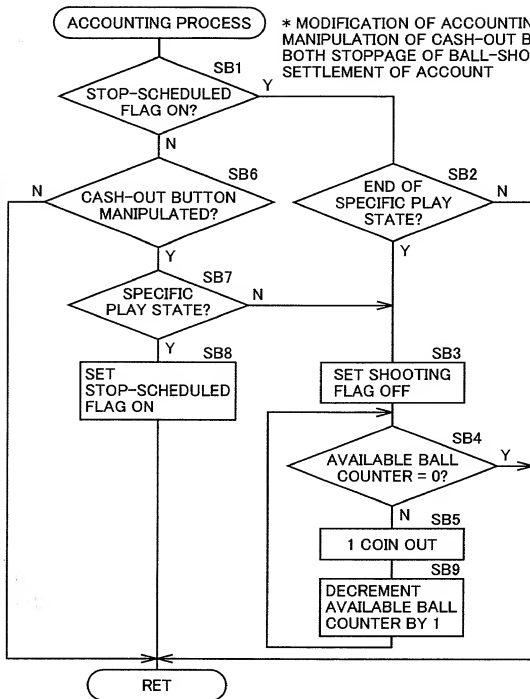 ACCOUNTING PROCESS
* MODIFICATION OF ACCOUNTIN
MANIPULATION OF CASH-OUT B
BOTH STOPPAGE OF BALL-SHO
SETTLEMENT OF ACCOUNT
SB1
STOP-SCHEDULED
FLAG ON?
Y
N
SB6
N
CASH-OUT BUTTON
MANIPULATED?
Y
SB2
END OF
SPECIFIC PLAY
STATE?
N
Y
SB7
SPECIFIC
PLAY STATE?
N
Y
SB8
SET
STOP-SCHEDULED
FLAG ON
SB3
SET SHOOTING
FLAG OFF
SB4
AVAILABLE BALL
COUNTER = 0?
Y
N
SB5
1 COIN OUT
SB9
DECREMENT
AVAILABLE BALL
COUNTER BY 1
RET